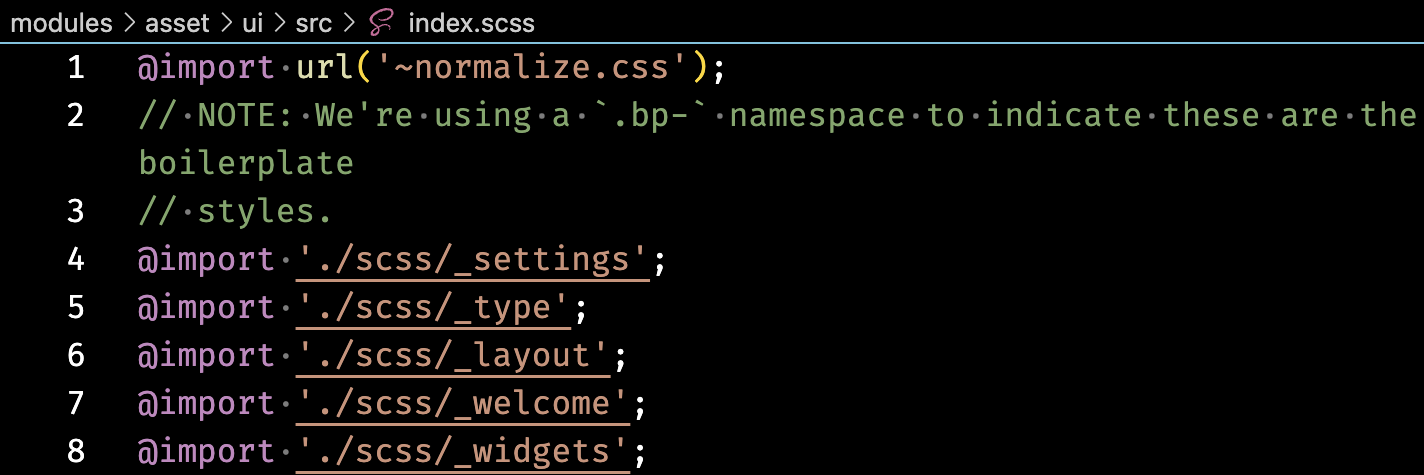 modules > asset > ui > src > index.scss
1 @import url('~normalize.css');
2 // NOTE: We're using a `.bp-` namespace to indicate these are the
boilerplate
3 // styles.
4 @import './scss/_settings';
5 @import './scss/_type';
6 @import './scss/_layout';
7 @import './scss/_welcome';
8 @import './scss/_widgets';